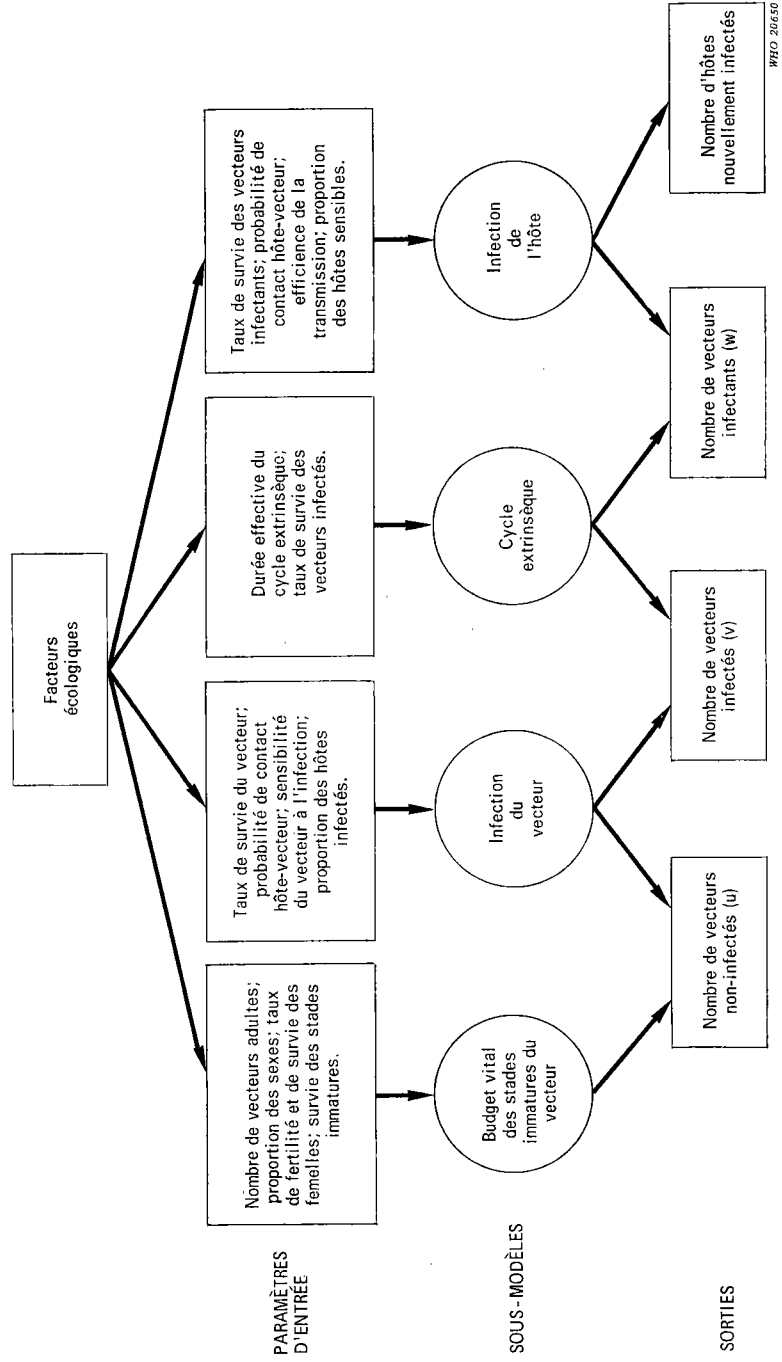 Facteurs
écologiques
PARAMÈTRES
D'ENTRÉE
Nombre de vecteurs adultes;
proportion des sexes; taux
de fertilité et de survie des
femelles; survie des stades
immatures.
Taux de survie du vecteur;
probabilité de contact
hôte-vecteur; sensibilité
du vecteur à l'infection;
proportion des hôtes
infectés.
Durée effective du
cycle extrinsèque;
taux de survie des
vecteurs infectés.
Taux de survie des vecteurs
infectants; probabilité de
contact hôte-vecteur;
efficience de la
transmission; proportion
des hôtes sensibles.
SOUS-MODÈLES
Budget vital
des stades
immatures du
vecteur
Infection
du
vecteur
Cycle
extrinsèque
Infection
de
l'hôte
SORTIES
Nombre de vecteurs
non-infectés (u)
Nombre de vecteurs
infectés (v)
Nombre de vecteurs
infectants (w)
Nombre d'hôtes
nouvellement infectés
WHO 20650